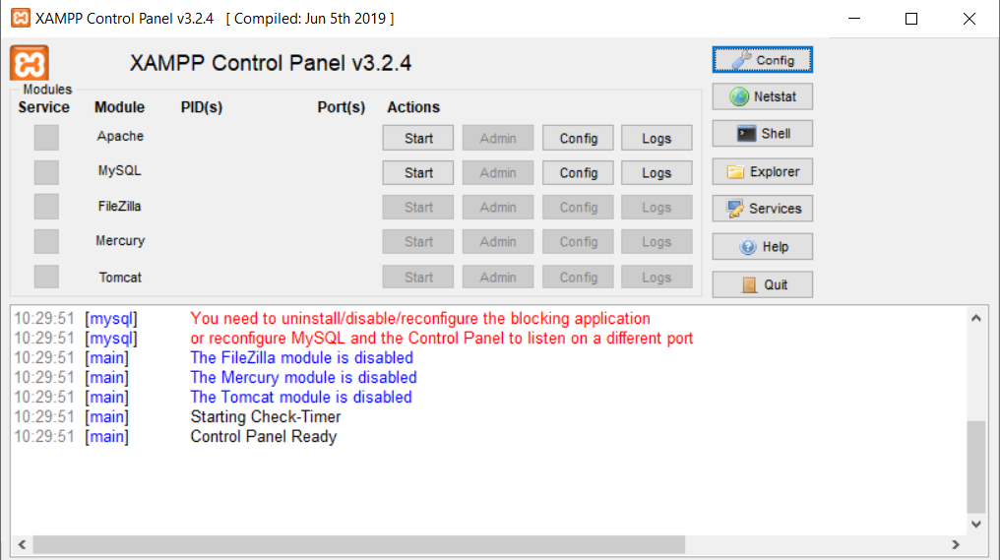 XAMPP Control Panel v3.2.4 [ Compiled: Jun 5th 2019 ]
XAMPP Control Panel v3.2.4
Config
Modules
Service Module PID(s) Port(s) Actions
Netstat
Apache Start Admin Config Logs
Shell
MySQL Start Admin Config Logs
Explorer
FileZilla Start Admin Config Logs
Services
Mercury Start Admin Config Logs
Help
Tomcat Start Admin Config Logs
Quit
10:29:51 [mysql] You need to uninstall/disable/reconfigure the blocking application
10:29:51 [mysql] or reconfigure MySQL and the Control Panel to listen on a different port
10:29:51 [main] The FileZilla module is disabled
10:29:51 [main] The Mercury module is disabled
10:29:51 [main] The Tomcat module is disabled
10:29:51 [main] Starting Check-Timer
10:29:51 [main] Control Panel Ready